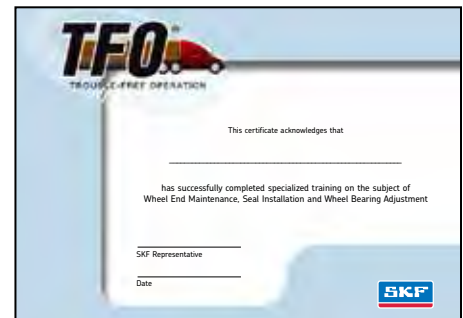 TFO
TROUBLE-FREE OPERATION
This certificate acknowledges that
has successfully completed specialized training on the subject of
Wheel End Maintenance, Seal Installation and Wheel Bearing Adjustment
SKF Representative
Date
SKF